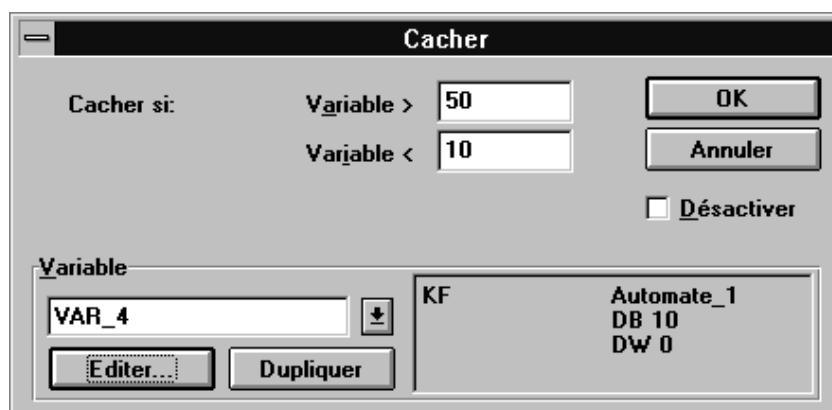 Cacher
Cacher si: Variable > 50 OK
Variable < 10 Annuler
Désactiver
Variable
VAR_4 KF Automate_1
DB 10
DW 0
Editer... Dupliquer